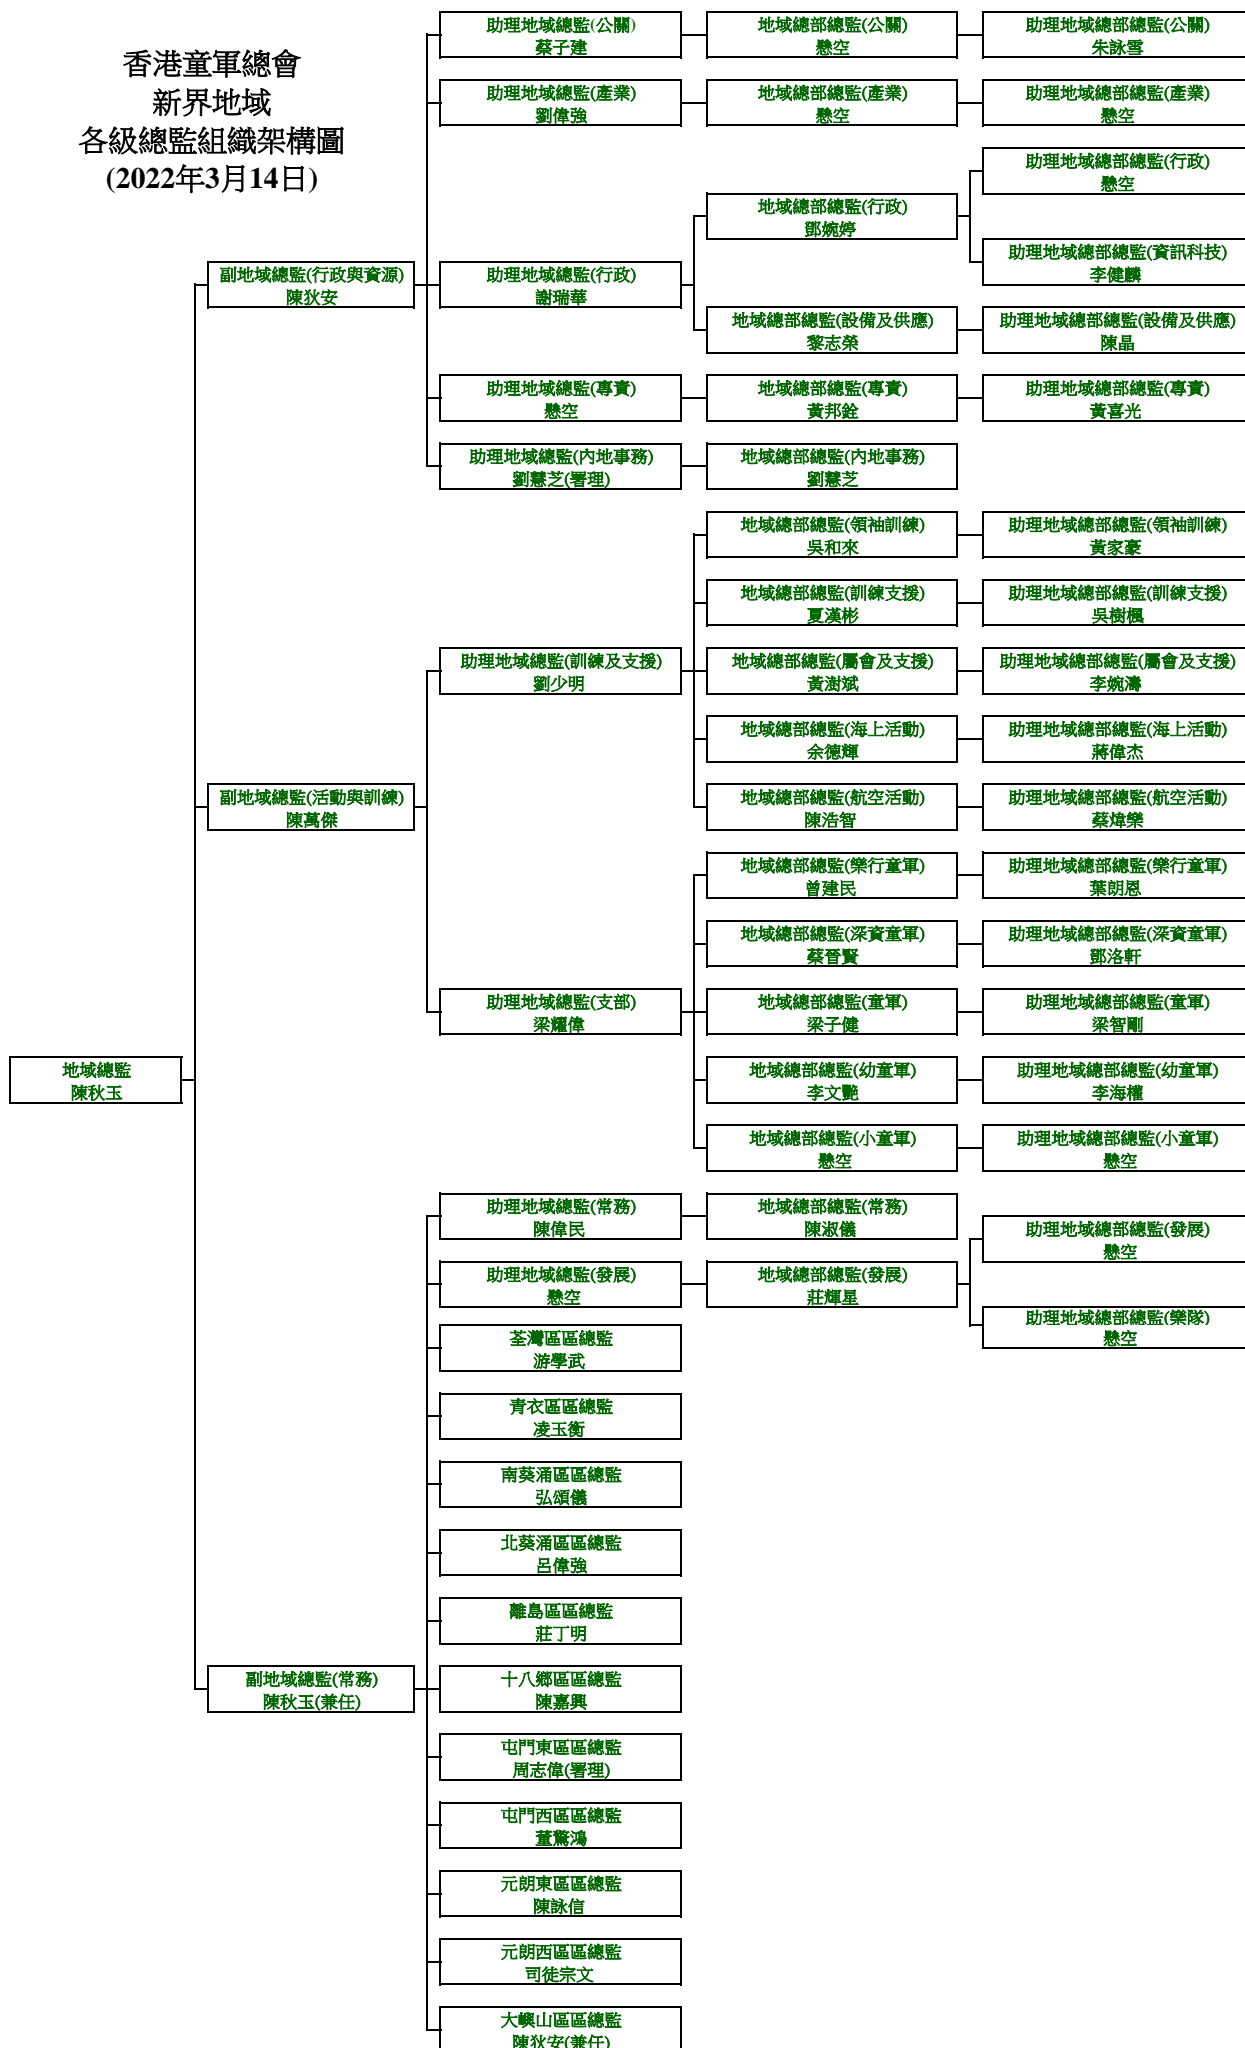 香港童軍總會
新界地域
各級總監組織架構圖
(2022年3月14日)
地域總監
陳秋玉
副地域總監(行政與資源)
陳狄安
助理地域總監(公關)
蔡子建
地域總部總監(公關)
懸空
助理地域總部總監(公關)
朱詠雪
助理地域總監(產業)
劉偉強
地域總部總監(產業)
懸空
助理地域總部總監(產業)
懸空
助理地域總監(行政)
謝瑞華
地域總部總監(行政)
鄧婉婷
助理地域總部總監(行政)
懸空
助理地域總部總監(資訊科技)
李健麟
地域總部總監(設備及供應)
黎志榮
助理地域總部總監(設備及供應)
陳晶
助理地域總監(專責)
懸空
地域總部總監(專責)
黃邦銓
助理地域總部總監(專責)
黃喜光
助理地域總監(內地事務)
劉慧芝(署理)
地域總部總監(內地事務)
劉慧芝
副地域總監(活動與訓練)
陳萬傑
助理地域總監(訓練及支援)
劉少明
地域總部總監(領袖訓練)
吳和來
助理地域總部總監(領袖訓練)
黃家豪
地域總部總監(訓練支援)
夏漢彬
助理地域總部總監(訓練支援)
吳樹楓
地域總部總監(屬會及支援)
黃澍斌
助理地域總部總監(屬會及支援)
李婉濤
地域總部總監(海上活動)
余德輝
助理地域總部總監(海上活動)
蔣偉杰
地域總部總監(航空活動)
陳浩智
助理地域總部總監(航空活動)
蔡煒樂
助理地域總監(支部)
梁耀偉
地域總部總監(樂行童軍)
曾建民
助理地域總部總監(樂行童軍)
葉朗恩
地域總部總監(深資童軍)
蔡晉賢
助理地域總部總監(深資童軍)
鄧洛軒
地域總部總監(童軍)
梁子健
助理地域總部總監(童軍)
梁智剛
地域總部總監(幼童軍)
李文艷
助理地域總部總監(幼童軍)
李海權
地域總部總監(小童軍)
懸空
助理地域總部總監(小童軍)
懸空
副地域總監(常務)
陳秋玉(兼任)
助理地域總監(常務)
陳偉民
地域總部總監(常務)
陳淑儀
助理地域總監(發展)
懸空
地域總部總監(發展)
莊輝星
助理地域總部總監(發展)
懸空
助理地域總部總監(樂隊)
懸空
荃灣區區總監
游學武
青衣區區總監
凌玉衡
南葵涌區區總監
弘頌儀
北葵涌區區總監
呂偉強
離島區區總監
莊丁明
十八鄉區區總監
陳嘉興
屯門東區區總監
周志偉(署理)
屯門西區區總監
董驚鴻
元朗東區區總監
陳詠信
元朗西區區總監
司徒宗文
大嶼山區區總監
陳狄安(兼任)